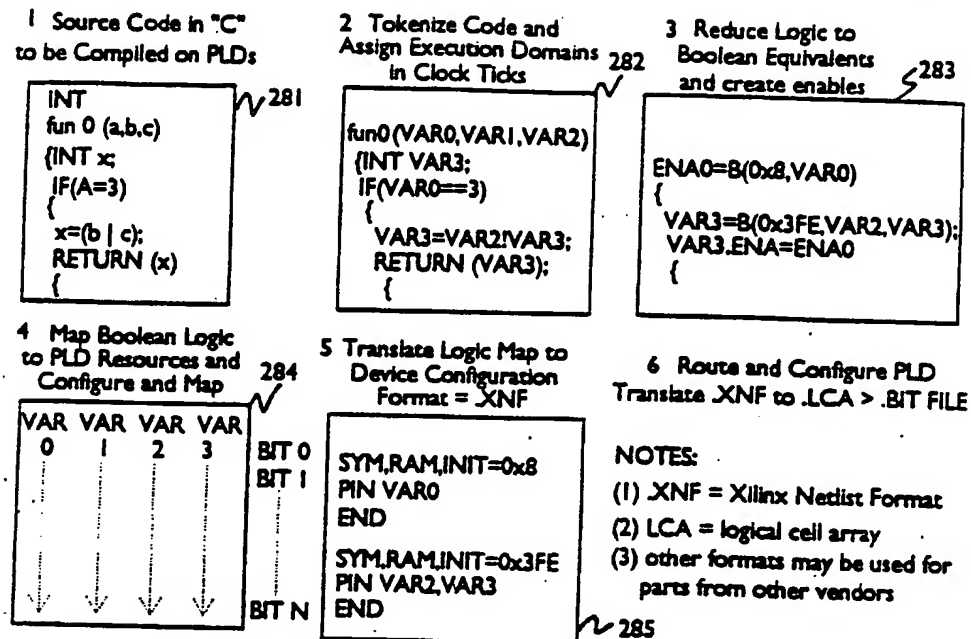 1 Source Code in "C"
to be Compiled on PLDs
281
INT
fun 0 (a,b,c)
{INT x;
IF(A=3)
{
x=(b | c);
RETURN (x)
{
2 Tokenize Code and
Assign Execution Domains
in Clock Ticks
282
fun0(VAR0,VAR1,VAR2)
{INT VAR3;
IF(VAR0==3)
{
VAR3=VAR2!VAR3;
RETURN (VAR3);
{
3 Reduce Logic to
Boolean Equivalents
and create enables
283
ENA0=B(0x8,VAR0)
{
VAR3=B(0x3FE,VAR2,VAR3);
VAR3.ENA=ENA0
{
4 Map Boolean Logic
to PLD Resources and
Configure and Map
284
VAR VAR VAR VAR
0 1 2 3
BIT 0
BIT 1
BIT N
5 Translate Logic Map to
Device Configuration
Format = .XNF
SYM,RAM,INIT=0x8
PIN VAR0
END
SYM,RAM,INIT=0x3FE
PIN VAR2,VAR3
END
285
6 Route and Configure PLD
Translate .XNF to .LCA > .BIT FILE
NOTES:
(1) .XNF = Xilinx Netlist Format
(2) LCA = logical cell array
(3) other formats may be used for
parts from other vendors